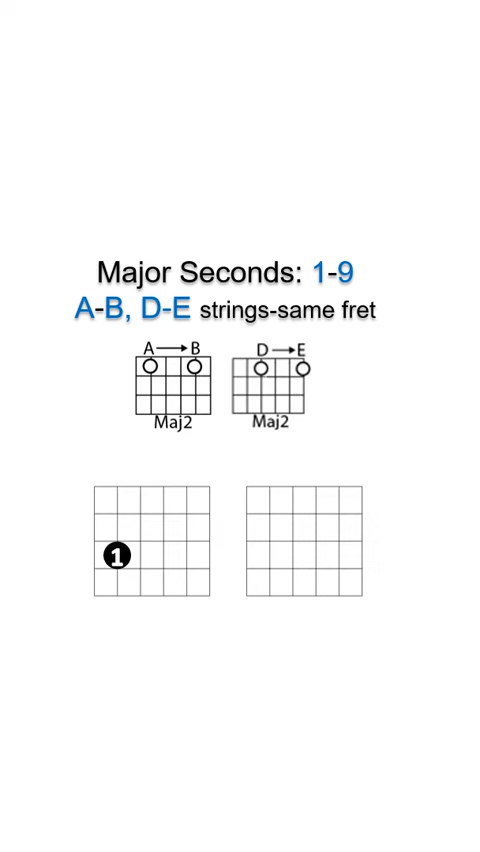 Major Seconds: 1-9
A-B, D-E strings-same fret
A→B D→E
Maj2 Maj2
1